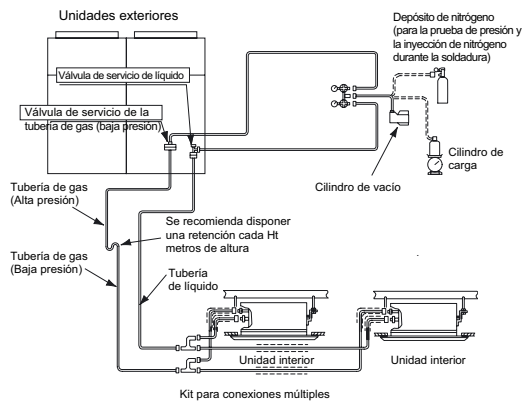 Unidades exteriores
Depósito de nitrógeno
(para la prueba de presión y
la inyección de nitrógeno
durante la soldadura)
Válvula de servicio de líquido
Válvula de servicio de la
tubería de gas (baja presión)
Cilindro de
carga
Cilindro de vacío
Tubería de gas
(Alta presión)
Se recomienda disponer
una retención cada Ht
metros de altura
Tubería de gas
(Baja presión)
Tubería
de líquido
Unidad interior
Unidad interior
Kit para conexiones múltiples